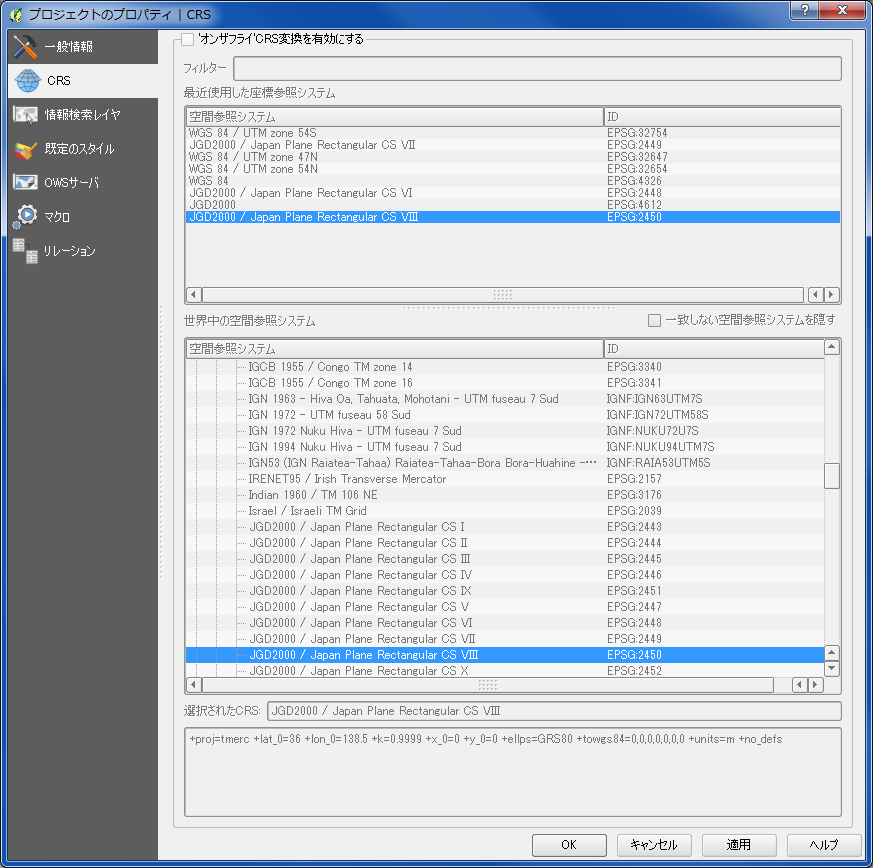 プロジェクトのプロパティ | CRS
一般情報
CRS
情報検索レイヤ
既定のスタイル
OWSサーバ
マクロ
リレーション
'オンザフライ'CRS変換を有効にする
フィルター
最近使用した座標参照システム
空間参照システム ID
WGS 84 / UTM zone 54S EPSG:32754
JGD2000 / Japan Plane Rectangular CS VII EPSG:2449
WGS 84 / UTM zone 47N EPSG:32647
WGS 84 / UTM zone 54N EPSG:32654
WGS 84 EPSG:4326
JGD2000 / Japan Plane Rectangular CS VI EPSG:2448
JGD2000 EPSG:4612
JGD2000 / Japan Plane Rectangular CS VIII EPSG:2450
世界中の空間参照システム 一致しない空間参照システムを隠す
空間参照システム ID
IGCB 1955 / Congo TM zone 14 EPSG:3340
IGCB 1955 / Congo TM zone 16 EPSG:3341
IGN 1963 - Hiva Oa, Tahuata, Mohotani - UTM fuseau 7 Sud IGNF:IGN63UTM7S
IGN 1972 - UTM fuseau 58 Sud IGNF:IGN72UTM58S
IGN 1972 Nuku Hiva - UTM fuseau 7 Sud IGNF:NUKU72U7S
IGN 1994 Nuku Hiva - UTM fuseau 7 Sud IGNF:NUKU94UTM7S
IGN53 (IGN Raiatea-Tahaa) Raiatea-Tahaa-Bora Bora-Huahine -… IGNF:RAIA53UTM5S
IRENET95 / Irish Transverse Mercator EPSG:2157
Indian 1960 / TM 106 NE EPSG:3176
Israel / Israeli TM Grid EPSG:2039
JGD2000 / Japan Plane Rectangular CS I EPSG:2443
JGD2000 / Japan Plane Rectangular CS II EPSG:2444
JGD2000 / Japan Plane Rectangular CS III EPSG:2445
JGD2000 / Japan Plane Rectangular CS IV EPSG:2446
JGD2000 / Japan Plane Rectangular CS IX EPSG:2451
JGD2000 / Japan Plane Rectangular CS V EPSG:2447
JGD2000 / Japan Plane Rectangular CS VI EPSG:2448
JGD2000 / Japan Plane Rectangular CS VII EPSG:2449
JGD2000 / Japan Plane Rectangular CS VIII EPSG:2450
JGD2000 / Japan Plane Rectangular CS X EPSG:2452
選択されたCRS: JGD2000 / Japan Plane Rectangular CS VIII
+proj=tmerc +lat_0=36 +lon_0=138.5 +k=0.9999 +x_0=0 +y_0=0 +ellps=GRS80 +towgs84=0,0,0,0,0,0,0 +units=m +no_defs
OK キャンセル 適用 ヘルプ